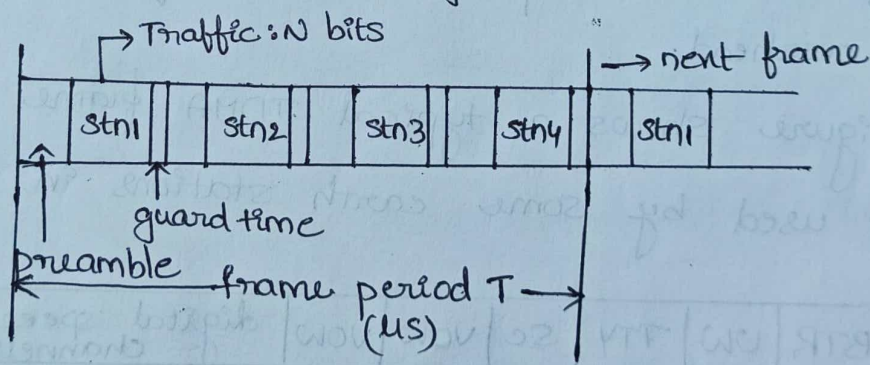 Traffic: N bits
→ next frame
Stn1 Stn2 Stn3 Stn4 Stn1
guard time
preamble
frame period T
(μs)